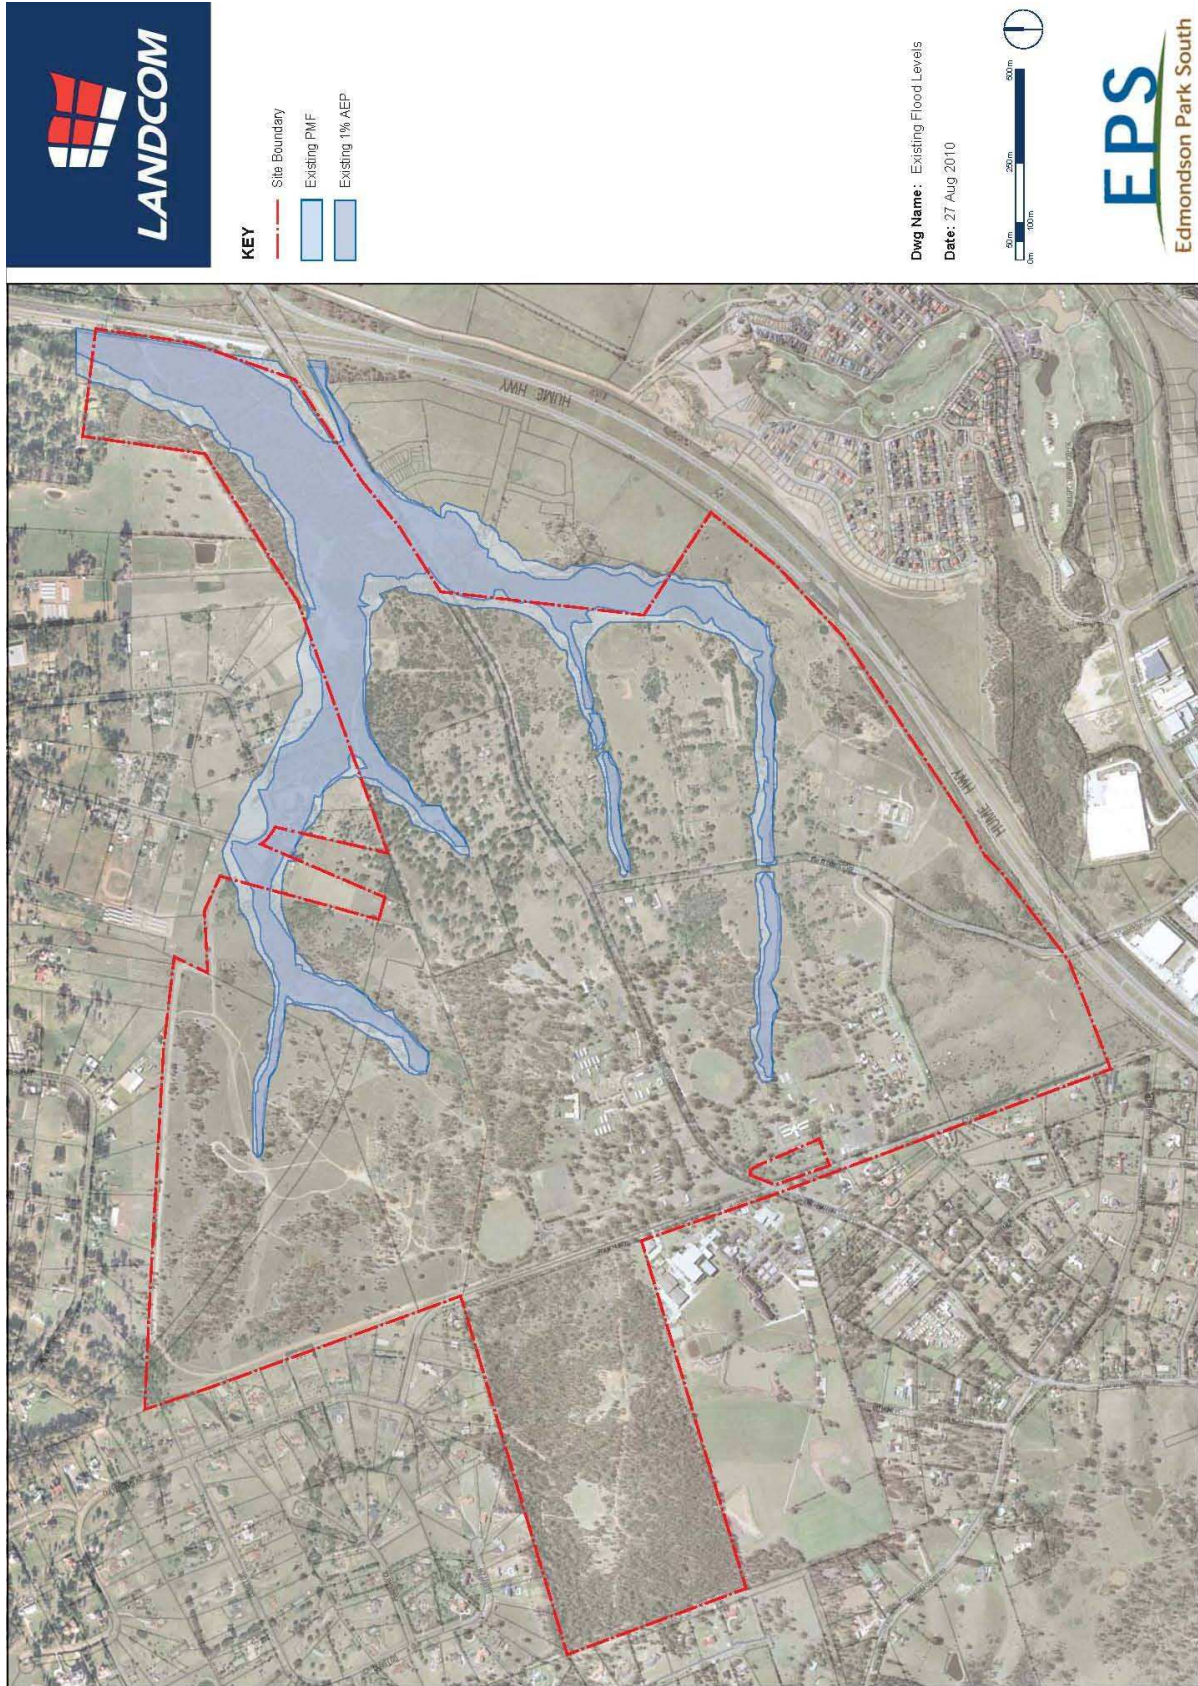 LANDCOM
KEY
Site Boundary
Existing PMF
Existing 1% AEP
Dwg Name: Existing Flood Levels
Date: 27 Aug 2010
0m
50m
100m
250m
500m
EPS
Edmondson Park South
HUME HWY
HUME HWY